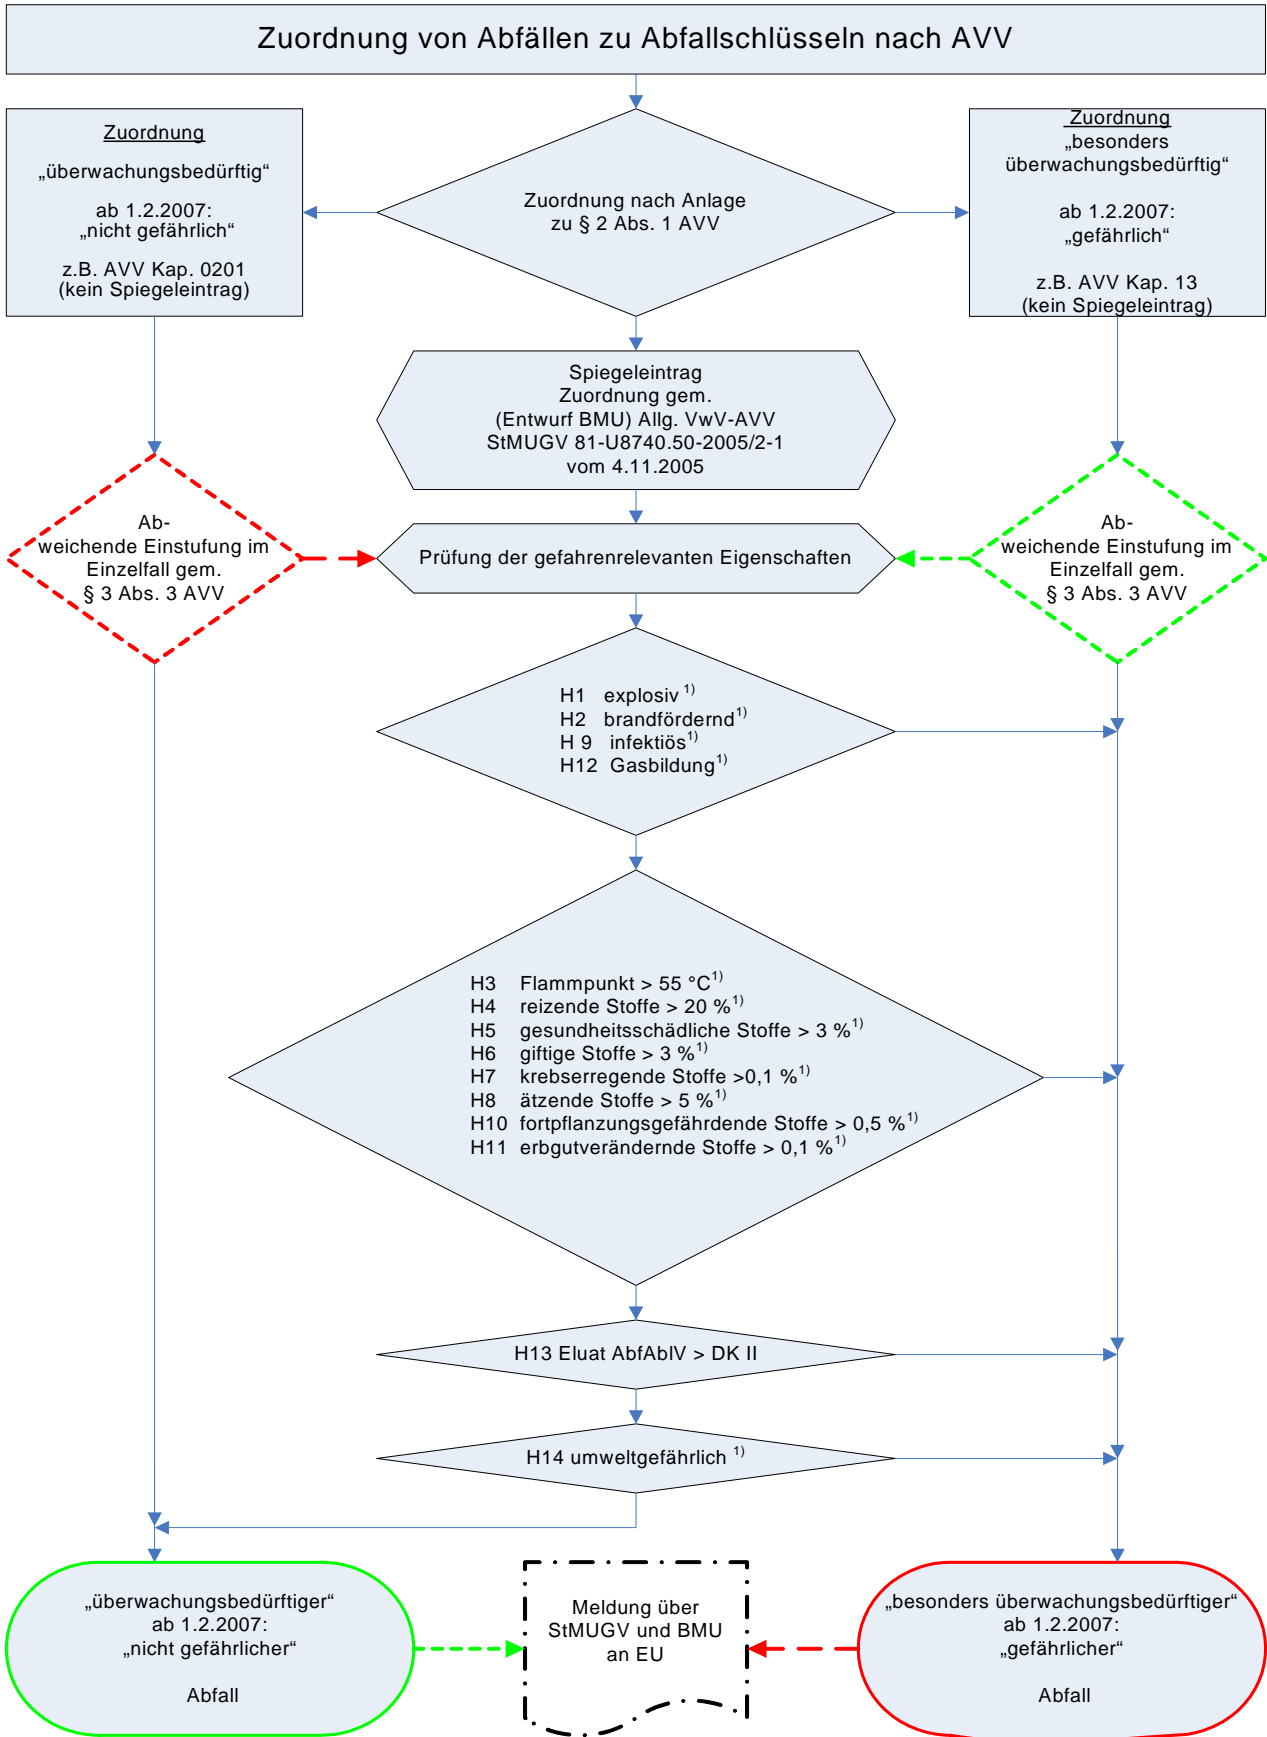 Zuordnung von Abfällen zu Abfallschlüsseln nach AVV
Zuordnung
„überwachungsbedürftig“
ab 1.2.2007:
„nicht gefährlich“
z.B. AVV Kap. 0201
(kein Spiegeleintrag)
Zuordnung nach Anlage
zu § 2 Abs. 1 AVV
Zuordnung
„besonders
überwachungsbedürftig“
ab 1.2.2007:
„gefährlich“
z.B. AVV Kap. 13
(kein Spiegeleintrag)
Spiegeleintrag
Zuordnung gem.
(Entwurf BMU) Allg. VwV-AVV
StMUGV 81-U8740.50-2005/2-1
vom 4.11.2005
Ab-
weichende Einstufung im
Einzelfall gem.
§ 3 Abs. 3 AVV
Prüfung der gefahrenrelevanten Eigenschaften
Ab-
weichende Einstufung im
Einzelfall gem.
§ 3 Abs. 3 AVV
H1 explosiv 1)
H2 brandfördernd1)
H 9 infektiös1)
H12 Gasbildung1)
H3 Flammpunkt > 55 °C1)
H4 reizende Stoffe > 20 %1)
H5 gesundheitsschädliche Stoffe > 3 %1)
H6 giftige Stoffe > 3 %1)
H7 krebserregende Stoffe >0,1 %1)
H8 ätzende Stoffe > 5 %1)
H10 fortpflanzungsgefährdende Stoffe > 0,5 %1)
H11 erbgutverändernde Stoffe > 0,1 %1)
H13 Eluat AbfAblV > DK II
H14 umweltgefährlich 1)
„überwachungsbedürftiger“
ab 1.2.2007:
„nicht gefährlicher“
Abfall
Meldung über
StMUGV und BMU
an EU
„besonders überwachungsbedürftiger“
ab 1.2.2007:
„gefährlicher“
Abfall